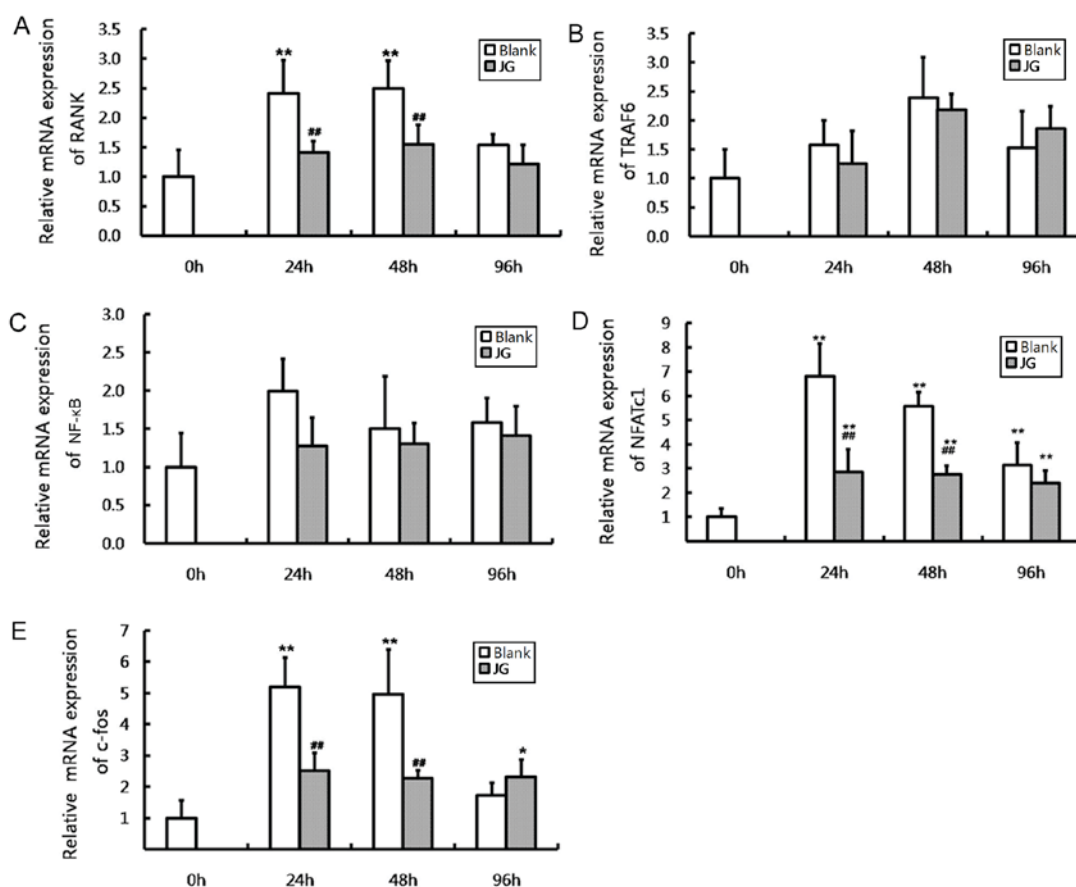 A
Relative mRNA expression
of RANK
3.5
3.0
2.5
2.0
1.5
1.0
0.5
0.0
** ** ## ##
Blank
JG
0h 24h 48h 96h
B
Relative mRNA expression
of TRAF6
3.5
3.0
2.5
2.0
1.5
1.0
0.5
0.0
Blank
JG
0h 24h 48h 96h
C
Relative mRNA expression
of NF-κB
3.0
2.5
2.0
1.5
1.0
0.5
0.0
Blank
JG
0h 24h 48h 96h
D
Relative mRNA expression
of NFATc1
9
8
7
6
5
4
3
2
1
**
**
** **
## ##
** **
Blank
JG
0h 24h 48h 96h
E
Relative mRNA expression
of c-fos
7
6
5
4
3
2
1
** **
## ## *
Blank
JG
0h 24h 48h 96h